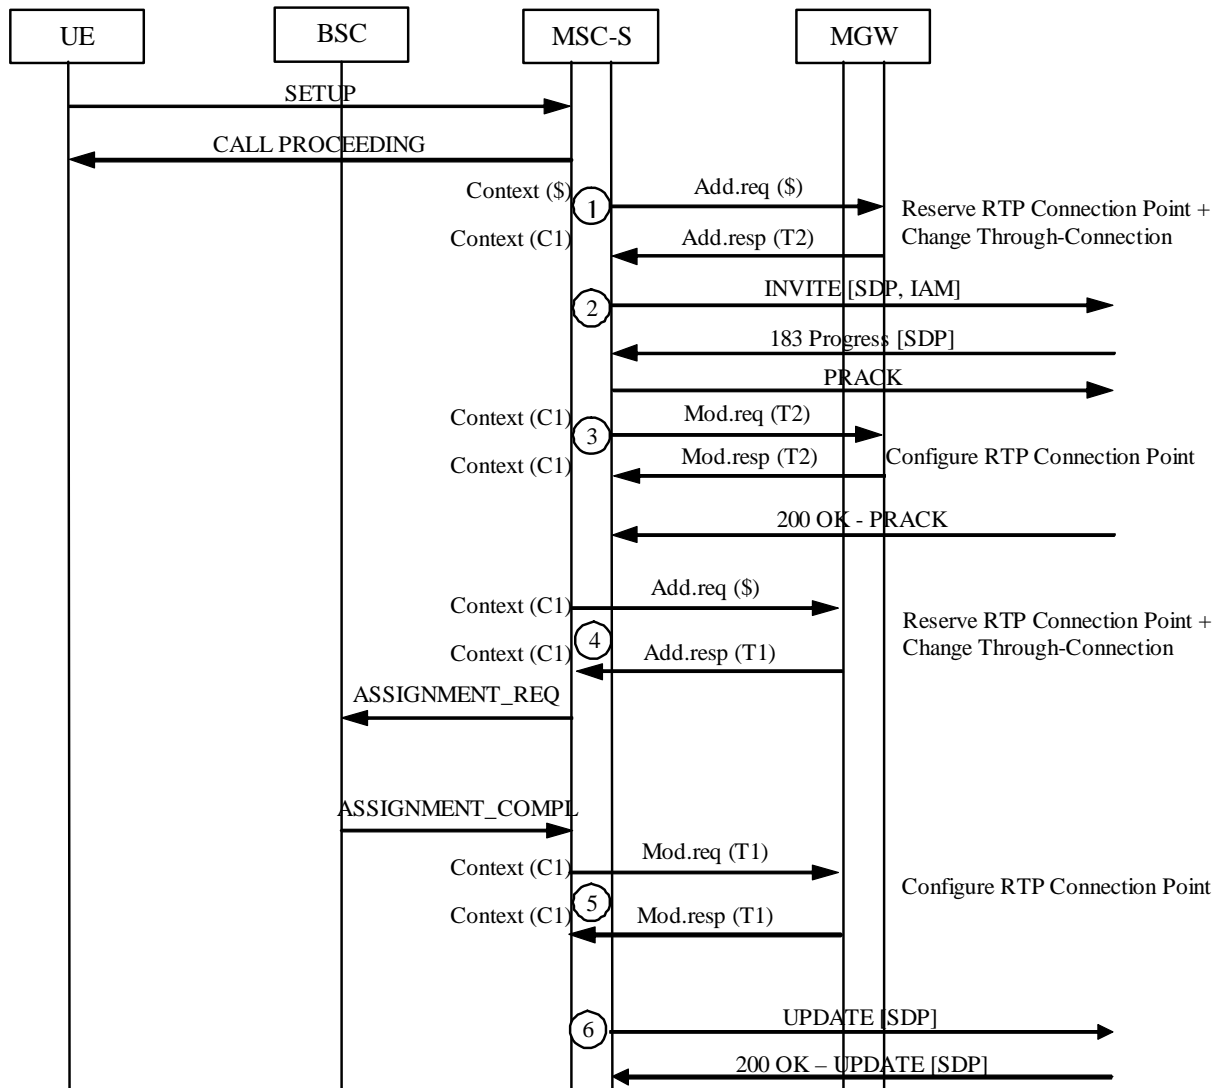 UE
BSC
MSC-S
MGW
SETUP
CALL PROCEEDING
Context ($)
1
Add.req ($)
Reserve RTP Connection Point +
Change Through-Connection
Context (C1)
Add.resp (T2)
2
INVITE [SDP, IAM]
183 Progress [SDP]
PRACK
Context (C1)
3
Mod.req (T2)
Context (C1)
Mod.resp (T2)
Configure RTP Connection Point
200 OK - PRACK
Context (C1)
Add.req ($)
Reserve RTP Connection Point +
Change Through-Connection
4
Context (C1)
Add.resp (T1)
ASSIGNMENT_REQ
ASSIGNMENT_COMPL
Context (C1)
Mod.req (T1)
Configure RTP Connection Point
5
Context (C1)
Mod.resp (T1)
6
UPDATE [SDP]
200 OK – UPDATE [SDP]